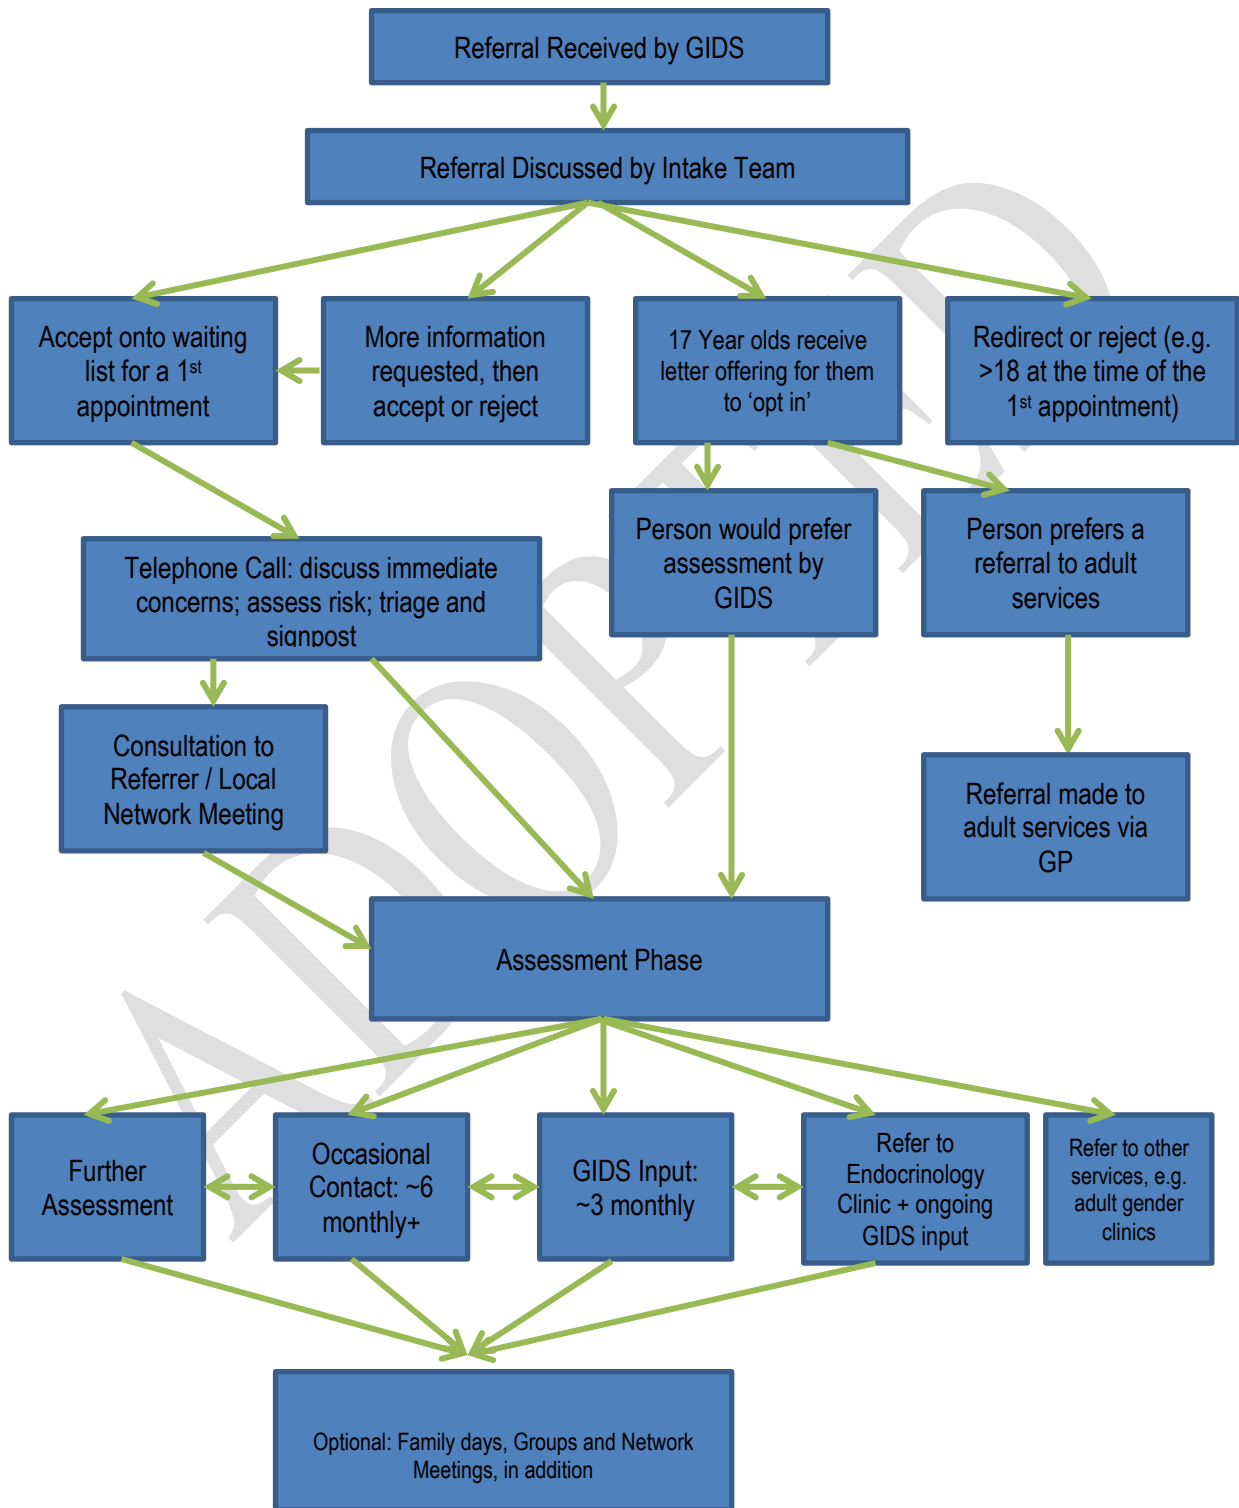 Referral Received by GIDS
Referral Discussed by Intake Team
Accept onto waiting
list for a 1st
appointment
More information
requested, then
accept or reject
17 Year olds receive
letter offering for them
to ‘opt in’
Redirect or reject (e.g.
>18 at the time of the
1st appointment)
Person would prefer
assessment by
GIDS
Person prefers a
referral to adult
services
Telephone Call: discuss immediate
concerns; assess risk; triage and
signpost
Consultation to
Referrer / Local
Network Meeting
Referral made to
adult services via
GP
Assessment Phase
Further
Assessment
Occasional
Contact: ~6
monthly+
GIDS Input:
~3 monthly
Refer to
Endocrinology
Clinic + ongoing
GIDS input
Refer to other
services, e.g.
adult gender
clinics
Optional: Family days, Groups and Network
Meetings, in addition
ADOPTED